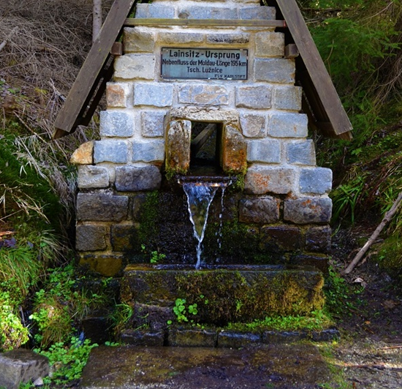 Lainsitz-Ursprung
Nebenfluss der Moldau-Länge 195 km
Tsch. Lužnice